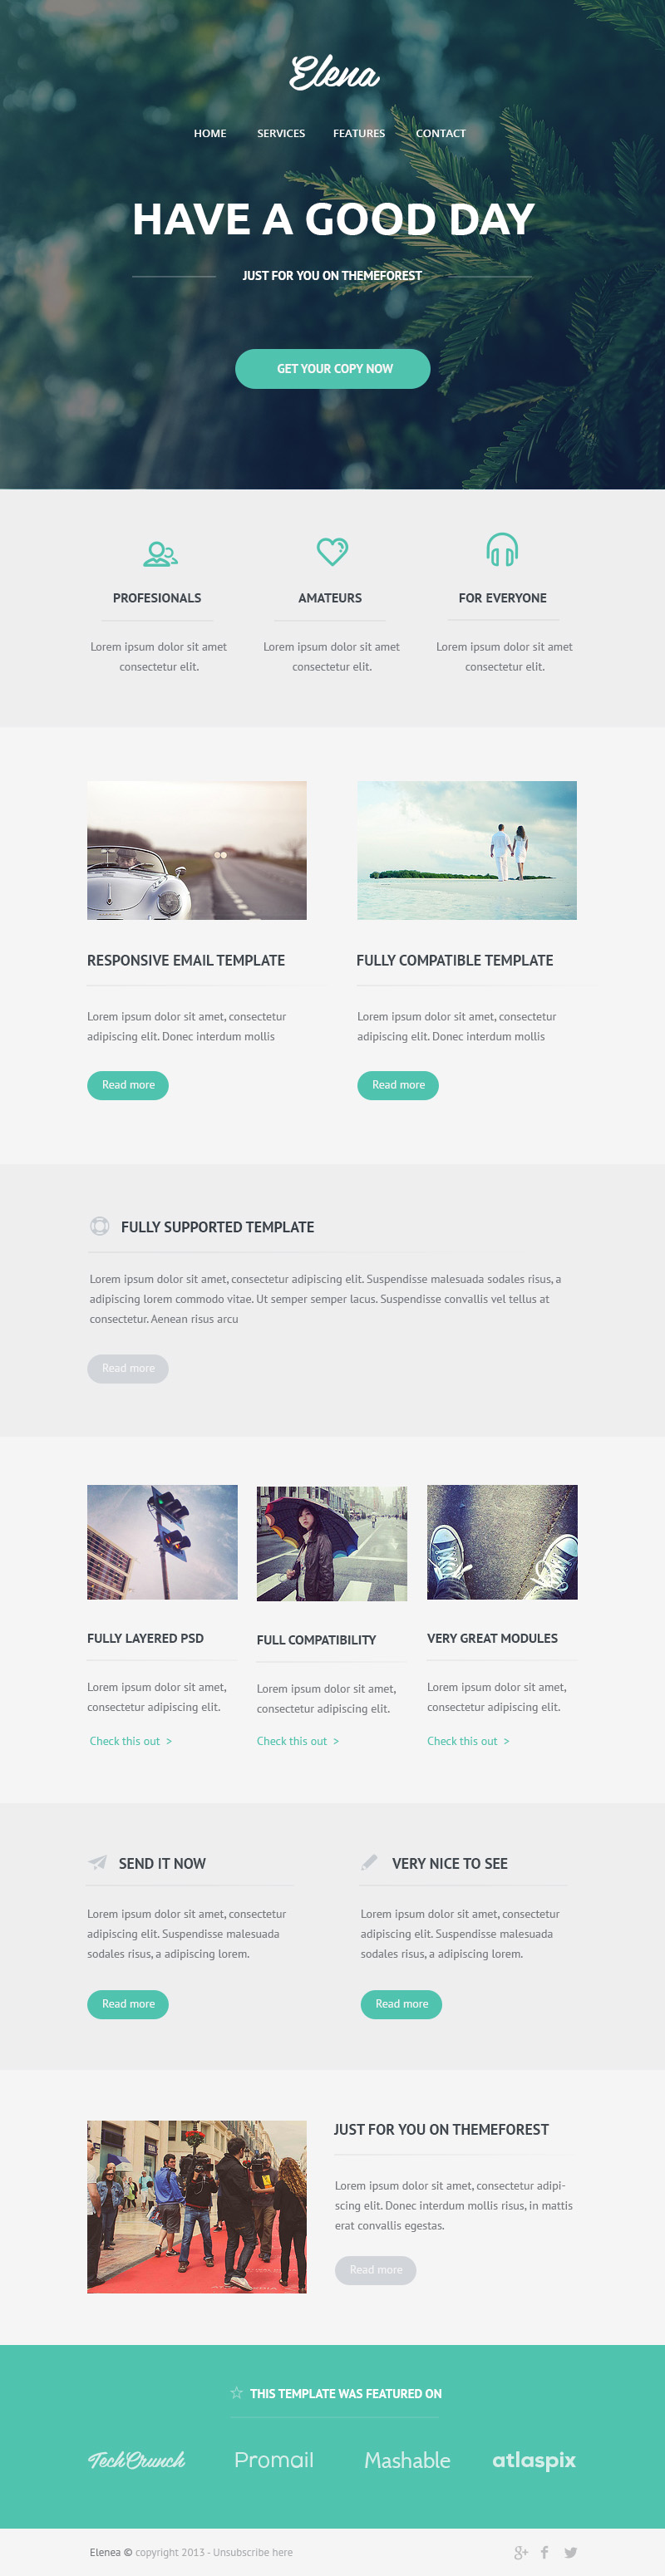 Elena
HOME SERVICES FEATURES CONTACT
HAVE A GOOD DAY
JUST FOR YOU ON THEMEFOREST
GET YOUR COPY NOW
PROFESIONALS
Lorem ipsum dolor sit amet
consectetur elit.
AMATEURS
Lorem ipsum dolor sit amet
consectetur elit.
FOR EVERYONE
Lorem ipsum dolor sit amet
consectetur elit.
RESPONSIVE EMAIL TEMPLATE
Lorem ipsum dolor sit amet, consectetur
adipiscing elit. Donec interdum mollis
Read more
FULLY COMPATIBLE TEMPLATE
Lorem ipsum dolor sit amet, consectetur
adipiscing elit. Donec interdum mollis
Read more
FULLY SUPPORTED TEMPLATE
Lorem ipsum dolor sit amet, consectetur adipiscing elit. Suspendisse malesuada sodales risus, a
adipiscing lorem commodo vitae. Ut semper semper lacus. Suspendisse convallis vel tellus at
consectetur. Aenean risus arcu
Read more
FULLY LAYERED PSD
Lorem ipsum dolor sit amet,
consectetur adipiscing elit.
Check this out >
FULL COMPATIBILITY
Lorem ipsum dolor sit amet,
consectetur adipiscing elit.
Check this out >
VERY GREAT MODULES
Lorem ipsum dolor sit amet,
consectetur adipiscing elit.
Check this out >
SEND IT NOW
Lorem ipsum dolor sit amet, consectetur
adipiscing elit. Suspendisse malesuada
sodales risus, a adipiscing lorem.
Read more
VERY NICE TO SEE
Lorem ipsum dolor sit amet, consectetur
adipiscing elit. Suspendisse malesuada
sodales risus, a adipiscing lorem.
Read more
JUST FOR YOU ON THEMEFOREST
Lorem ipsum dolor sit amet, consectetur adipi-
scing elit. Donec interdum mollis risus, in mattis
erat convallis egestas.
Read more
THIS TEMPLATE WAS FEATURED ON
TechCrunch Promail Mashable atlaspix
Elenea © copyright 2013 - Unsubscribe here